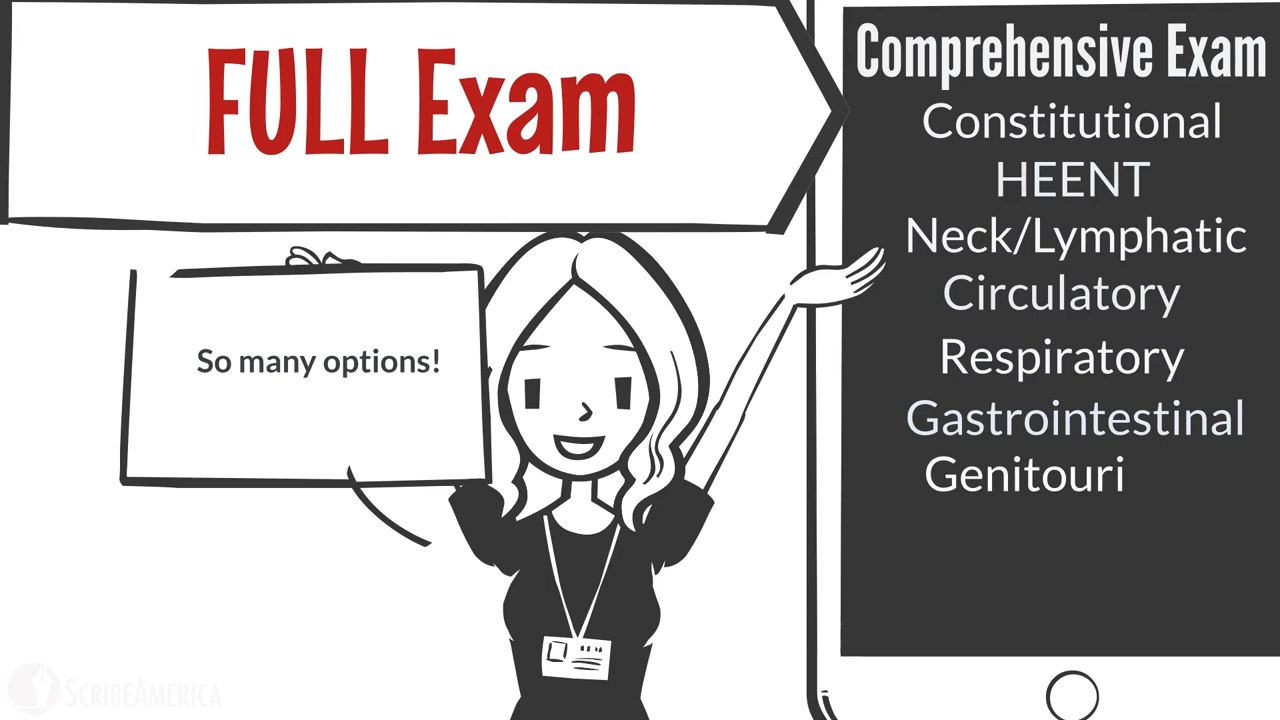 FULL Exam
So many options!
Comprehensive Exam
Constitutional
HEENT
Neck/Lymphatic
Circulatory
Respiratory
Gastrointestinal
Genitouri
SCRIBEAMERICA